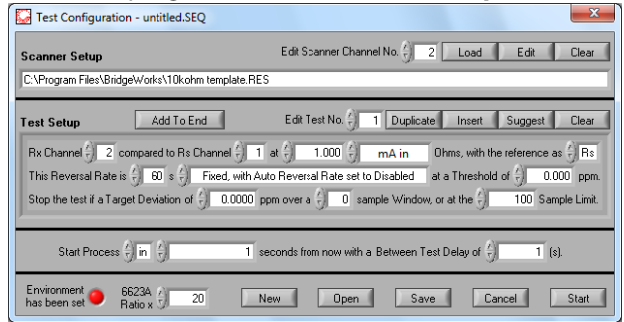 Test Configuration - untitled.SEQ
Scanner Setup Edit Scanner Channel No. 2 Load Edit Clear
C:\Program Files\BridgeWorks\10kohm template.RES
Test Setup Add To End Edit Test No. 1 Duplicate Insert Suggest Clear
Rx Channel 2 compared to Rs Channel 1 at 1.000 mA in Ohms, with the reference as Rs
This Reversal Rate is 60 s Fixed, with Auto Reversal Rate set to Disabled at a Threshold of 0.000 ppm.
Stop the test if a Target Deviation of 0.0000 ppm over a 0 sample Window, or at the 100 Sample Limit.
Start Process in 1 seconds from now with a Between Test Delay of 1 (s).
Environment has been set 6623A Ratio x 20 New Open Save Cancel Start